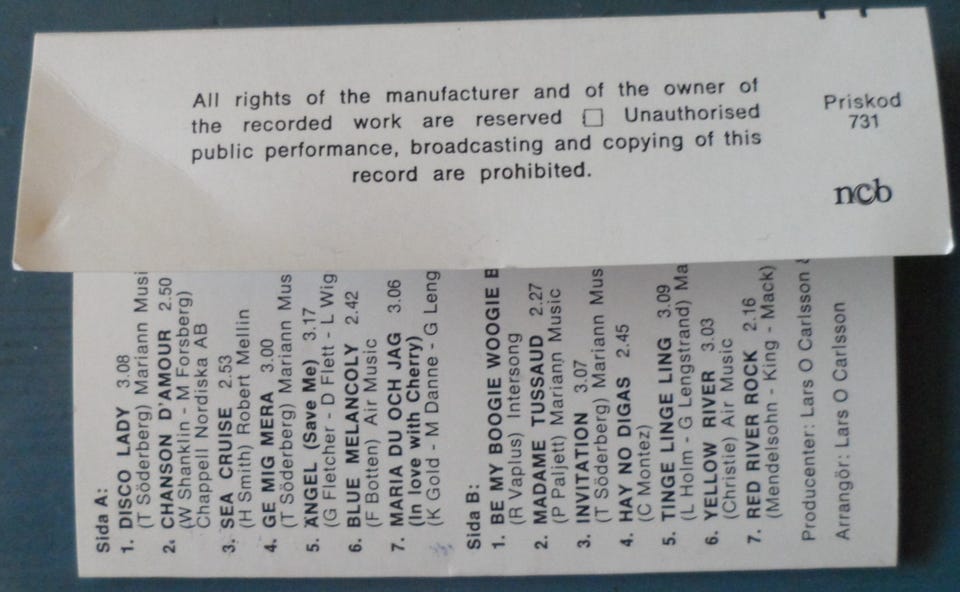 All rights of the manufacturer and of the owner of
the recorded work are reserved Unauthorised
public performance, broadcasting and copying of this
record are prohibited.
Priskod
731
ncb
Sida A:
1. DISCO LADY 3.08
(T Söderberg) Mariann Musi
2. CHANSON D'AMOUR 2.50
(W Shanklin - M Forsberg)
Chappell Nordiska AB
3. SEA CRUISE 2.53
(H Smith) Robert Mellin
4. GE MIG MERA 3.00
(T Söderberg) Mariann Mus
5. ÄNGEL (Save Me) 3.17
(G Fletcher - D Flett - L Wig
6. BLUE MELANCOLY 2.42
(F Boten) Air Music
7. MARIA DU OCH JAG 3.06
(In love with Cherry)
(K Gold - M Danne - G Leng
Sida B:
1. BE MY BOOGIE WOOGIE B
(R Vaplus) Intersong
2. MADAME TUSSAUD 2.27
(P Paljett) Mariann Music
3. INVITATION 3.07
(T Söderberg) Mariann Mus
4. HAY NO DIGAS 2.45
(C Montez)
5. TINGE LINGE LING 3.09
(L Holm - G Lengstrand) Ma
6. YELLOW RIVER 3.03
(Christie) Air Music
7. RED RIVER ROCK 2.16
(Mendelsohn - King - Mack)
Producenter: Lars O Carlsson &
Arrangör: Lars O Carlsson